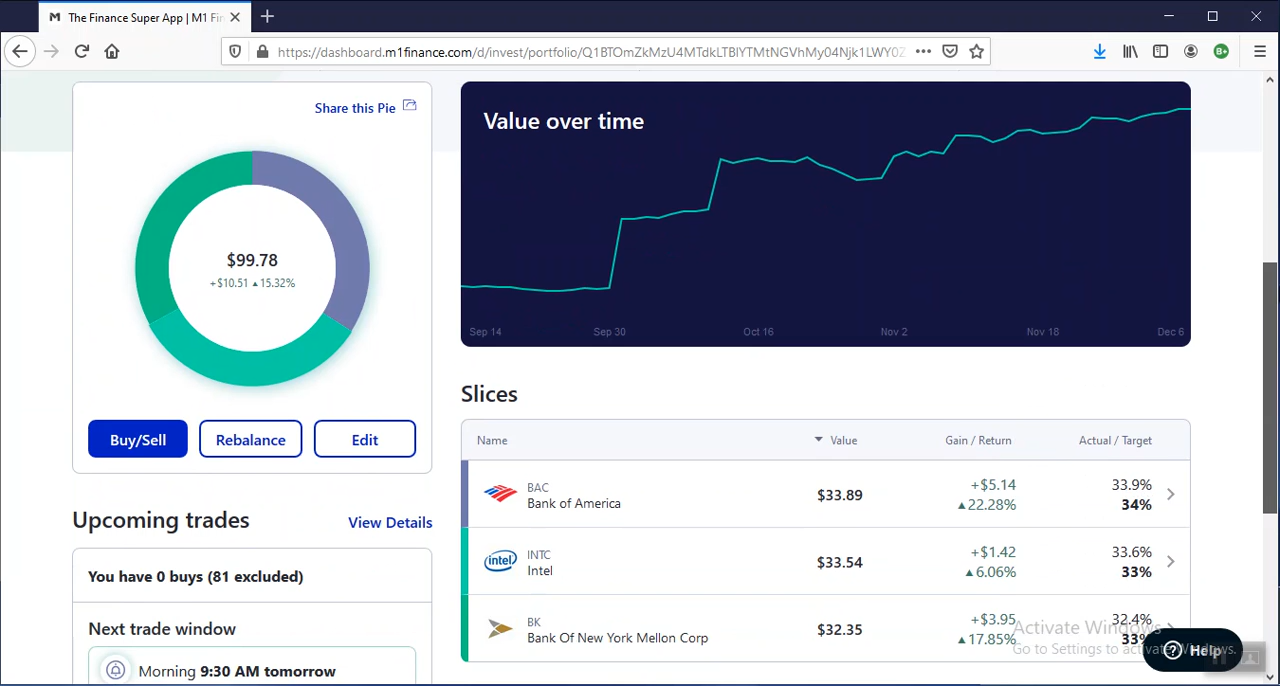 The Finance Super App | M1 Fin
https://dashboard.m1finance.com/d/invest/portfolio/Q1BTOmZkMzU4MTdkLTBlYTMtNGVhMy04Njk1LWY0Z
Share this Pie
$99.78
+$10.51 ▲15.32%
Buy/Sell
Rebalance
Edit
Upcoming trades
View Details
You have 0 buys (81 excluded)
Next trade window
Morning 9:30 AM tomorrow
Value over time
Sep 14 Sep 30 Oct 16 Nov 2 Nov 18 Dec 6
Slices
Name Value Gain / Return Actual / Target
BAC
Bank of America
$33.89
+$5.14
▲22.28%
33.9%
34%
intel
INTC
Intel
$33.54
+$1.42
▲6.06%
33.6%
33%
BK
Bank Of New York Mellon Corp
$32.35
+$3.95
▲17.85%
32.4%
33%
Activate Windows
Go to Settings to activate Windows.
Help